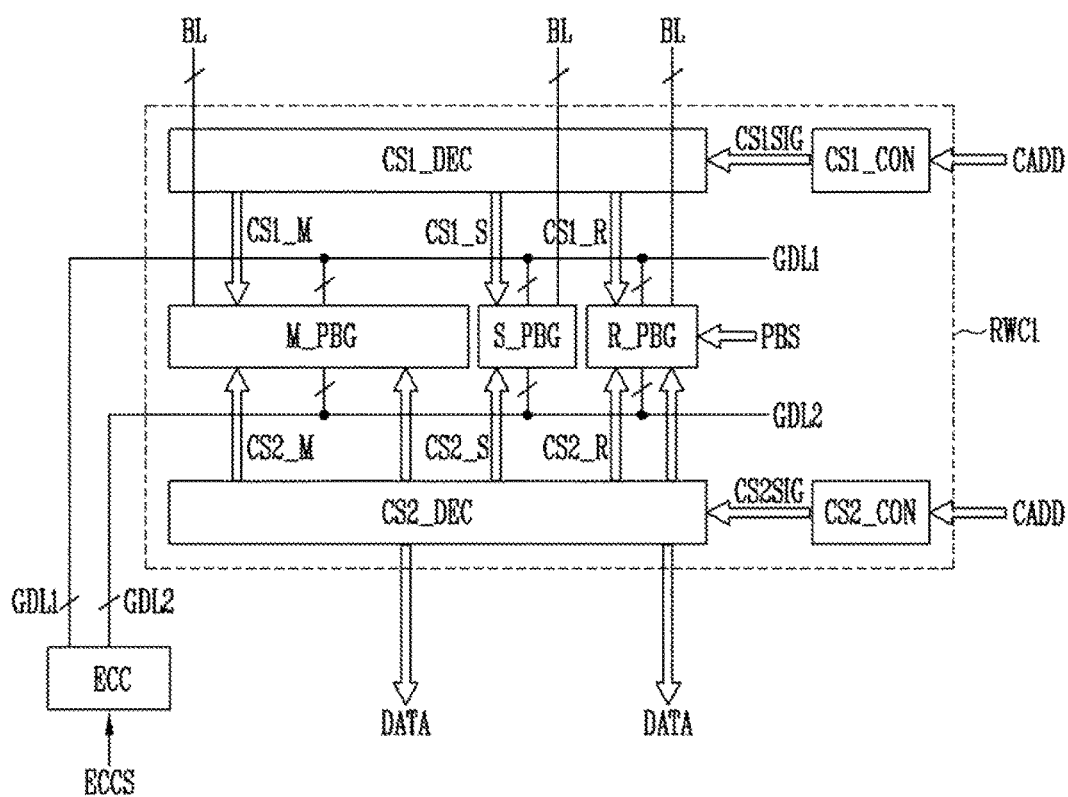 BL BL BL
CS1_DEC CS1SIG CS1_CON CADD
CS1_M CS1_S CS1_R
GDL1
M_PBG S_PBG R_PBG PBS RWC1
GDL2
CS2_M CS2_S CS2_R
CS2_DEC CS2SIG CS2_CON CADD
GDL1 GDL2
ECC
DATA DATA
ECCS